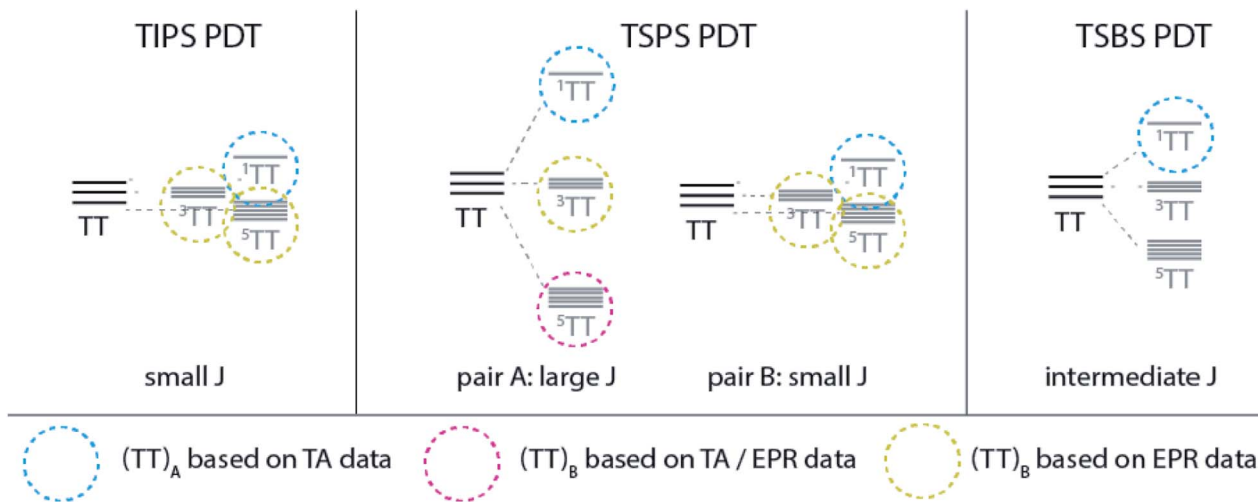 TIPS PDT
TSPS PDT
TSBS PDT
TT
³TT
¹TT
⁵TT
small J
TT
¹TT
³TT
⁵TT
pair A: large J
TT
³TT
¹TT
⁵TT
pair B: small J
TT
¹TT
³TT
⁵TT
intermediate J
(TT)A based on TA data
(TT)B based on TA / EPR data
(TT)B based on EPR data